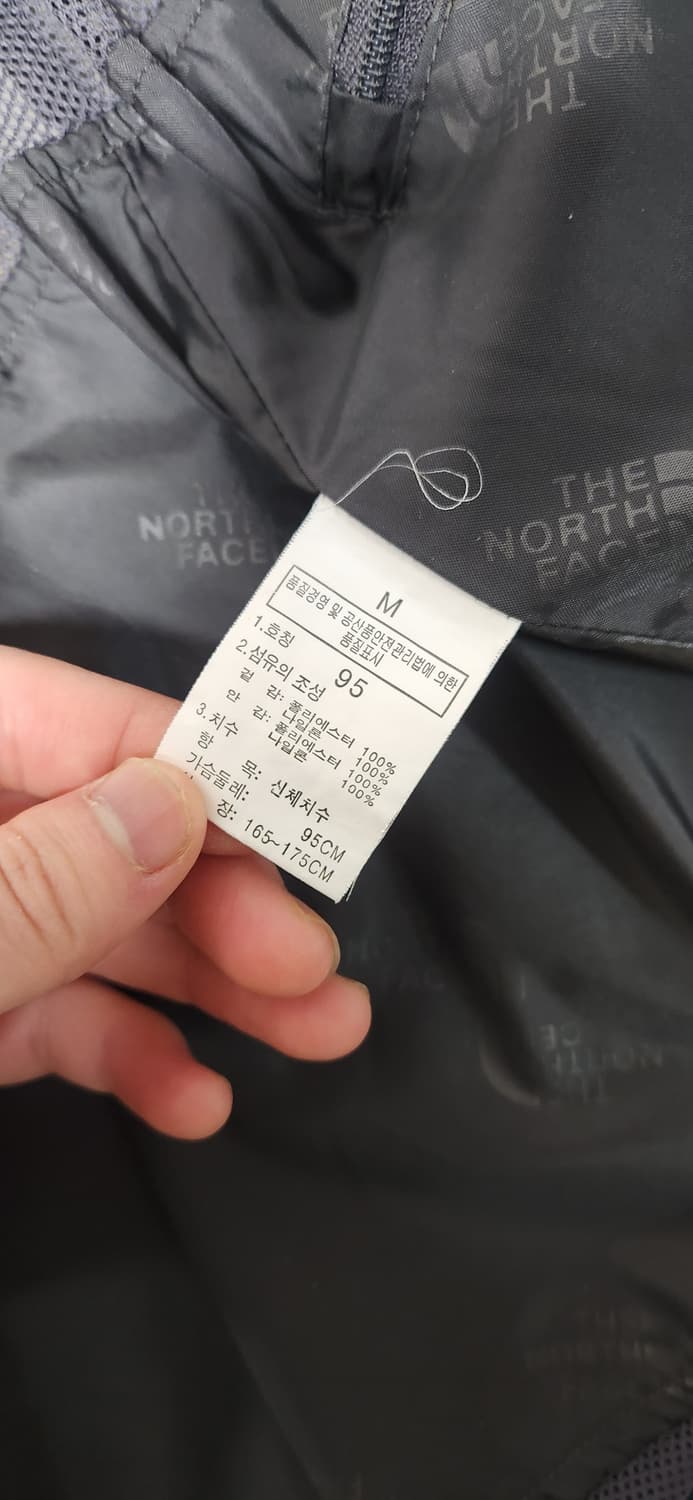 THE
NORTH
FACE
THE
NORTH
FACE
NORTH
FACE
M
품질경영 및 공산품안전관리법에 의한
품질표시
1.호칭 95
2.섬유의 조성
겉 감: 폴리에스터 100%
나일론 100%
안 감: 폴리에스터 100%
나일론 100%
3.치수
항 목: 신체치수
가슴둘레: 95CM
장: 165~175CM
NORTH